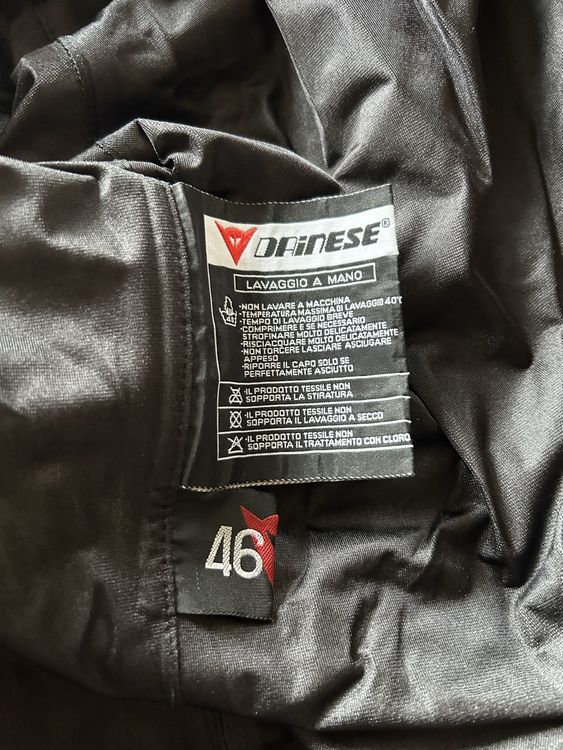 DAINESE®
LAVAGGIO A MANO
-NON LAVARE A MACCHINA
-TEMPERATURA MASSIMA DI LAVAGGIO 40°C
-TEMPO DI LAVAGGIO BREVE
-COMPRIMERE E SE NECESSARIO
STROFINARE MOLTO DELICATAMENTE
-RISCIACQUARE MOLTO DELICATAMENTE
-NON TORCERE LASCIARE ASCIUGARE
APPESO
-RIPORRE IL CAPO SOLO SE
PERFETTAMENTE ASCIUTTO
-IL PRODOTTO TESSILE NON
SOPPORTA LA STIRATURA
-IL PRODOTTO TESSILE NON
SOPPORTA IL LAVAGGIO A SECCO
-IL PRODOTTO TESSILE NON
SOPPORTA IL TRATTAMENTO CON CLORO
46